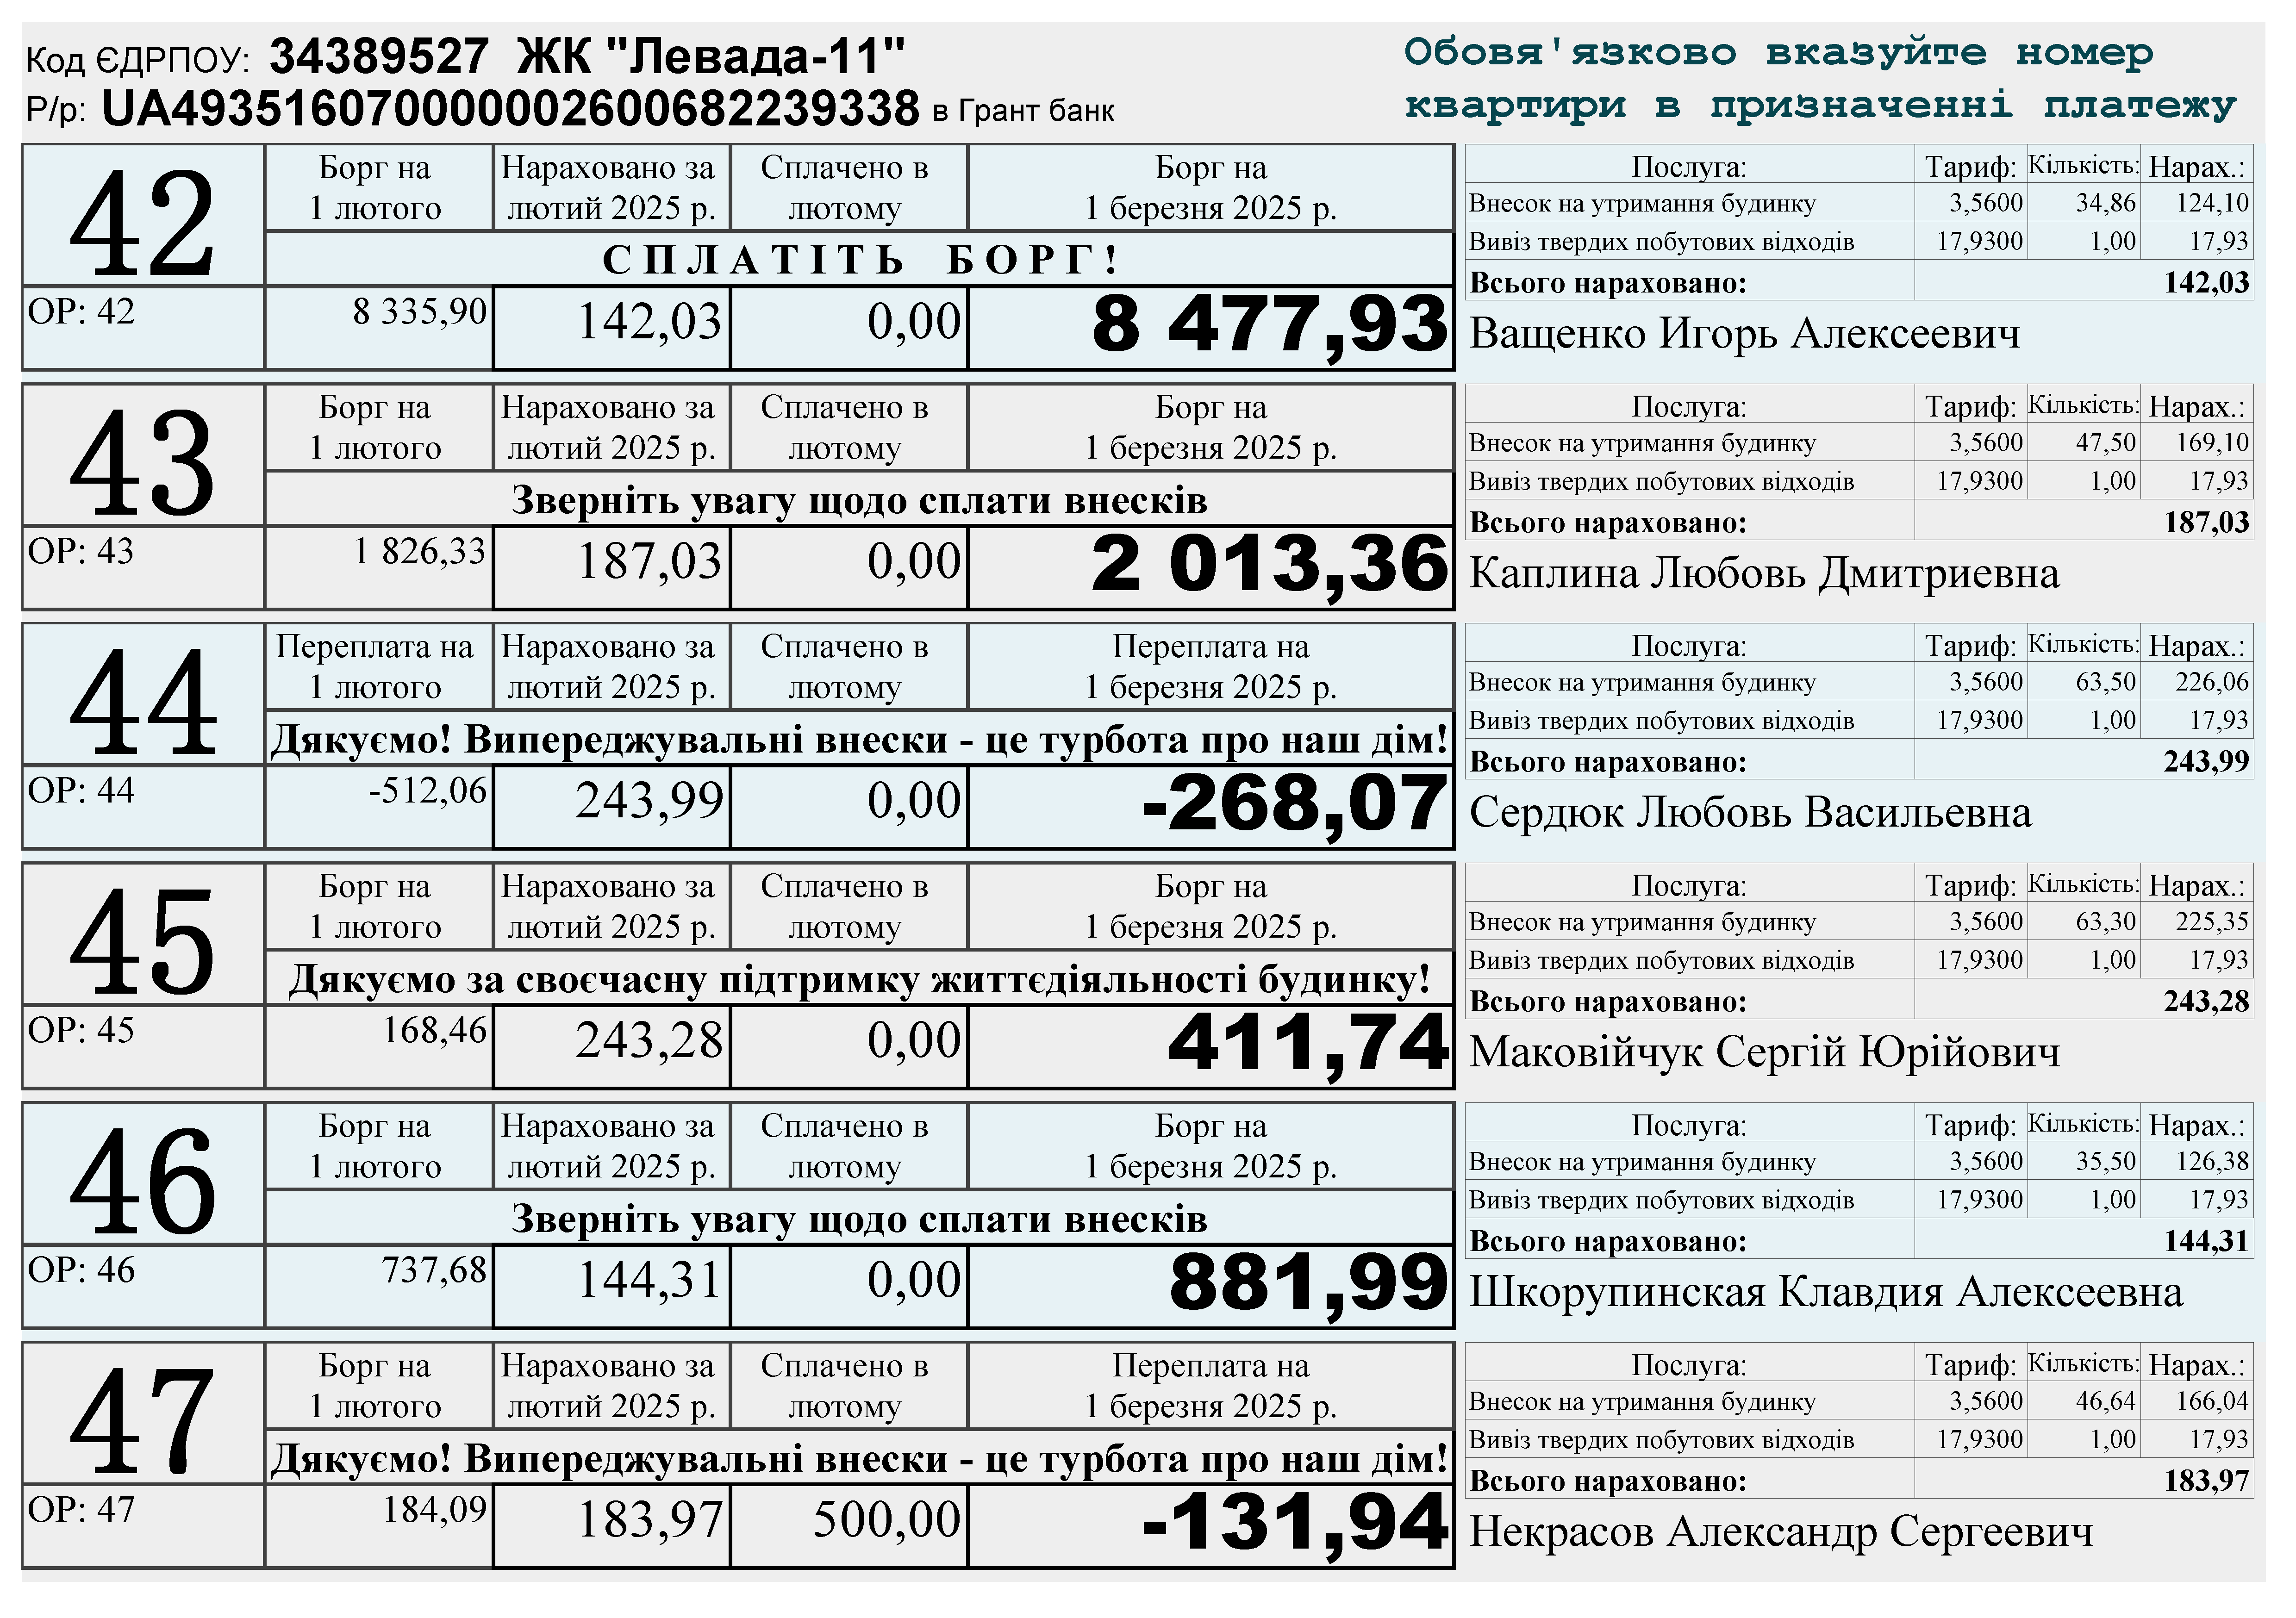 Код ЄДРПОУ: 34389527 ЖК "Левада-11"
Р/р: UA493516070000002600682239338 в Грант банк
Обовя'язково вказуйте номер
квартири в призначенні платежу
42
Борг на 1 лютого Нараховано за лютий 2025 р. Сплачено в лютому Борг на 1 березня 2025 р.
СПЛАТІТЬ БОРГ!
ОР: 42 8 335,90 142,03 0,00 8 477,93
Послуга: Тариф: Кількість: Нарах.:
Внесок на утримання будинку 3,5600 34,86 124,10
Вивіз твердих побутових відходів 17,9300 1,00 17,93
Всього нараховано: 142,03
Ващенко Игорь Алексеевич
43
Борг на 1 лютого Нараховано за лютий 2025 р. Сплачено в лютому Борг на 1 березня 2025 р.
Зверніть увагу щодо сплати внесків
ОР: 43 1 826,33 187,03 0,00 2 013,36
Послуга: Тариф: Кількість: Нарах.:
Внесок на утримання будинку 3,5600 47,50 169,10
Вивіз твердих побутових відходів 17,9300 1,00 17,93
Всього нараховано: 187,03
Каплина Любовь Дмитриевна
44
Переплата на 1 лютого Нараховано за лютий 2025 р. Сплачено в лютому Переплата на 1 березня 2025 р.
Дякуємо! Випереджувальні внески - це турбота про наш дім!
ОР: 44 -512,06 243,99 0,00 -268,07
Послуга: Тариф: Кількість: Нарах.:
Внесок на утримання будинку 3,5600 63,50 226,06
Вивіз твердих побутових відходів 17,9300 1,00 17,93
Всього нараховано: 243,99
Сердюк Любовь Васильевна
45
Борг на 1 лютого Нараховано за лютий 2025 р. Сплачено в лютому Борг на 1 березня 2025 р.
Дякуємо за своєчасну підтримку життєдіяльності будинку!
ОР: 45 168,46 243,28 0,00 411,74
Послуга: Тариф: Кількість: Нарах.:
Внесок на утримання будинку 3,5600 63,30 225,35
Вивіз твердих побутових відходів 17,9300 1,00 17,93
Всього нараховано: 243,28
Маковійчук Сергій Юрійович
46
Борг на 1 лютого Нараховано за лютий 2025 р. Сплачено в лютому Борг на 1 березня 2025 р.
Зверніть увагу щодо сплати внесків
ОР: 46 737,68 144,31 0,00 881,99
Послуга: Тариф: Кількість: Нарах.:
Внесок на утримання будинку 3,5600 35,50 126,38
Вивіз твердих побутових відходів 17,9300 1,00 17,93
Всього нараховано: 144,31
Шкорупинская Клавдия Алексеевна
47
Борг на 1 лютого Нараховано за лютий 2025 р. Сплачено в лютому Переплата на 1 березня 2025 р.
Дякуємо! Випереджувальні внески - це турбота про наш дім!
ОР: 47 184,09 183,97 500,00 -131,94
Послуга: Тариф: Кількість: Нарах.:
Внесок на утримання будинку 3,5600 46,64 166,04
Вивіз твердих побутових відходів 17,9300 1,00 17,93
Всього нараховано: 183,97
Некрасов Александр Сергеевич